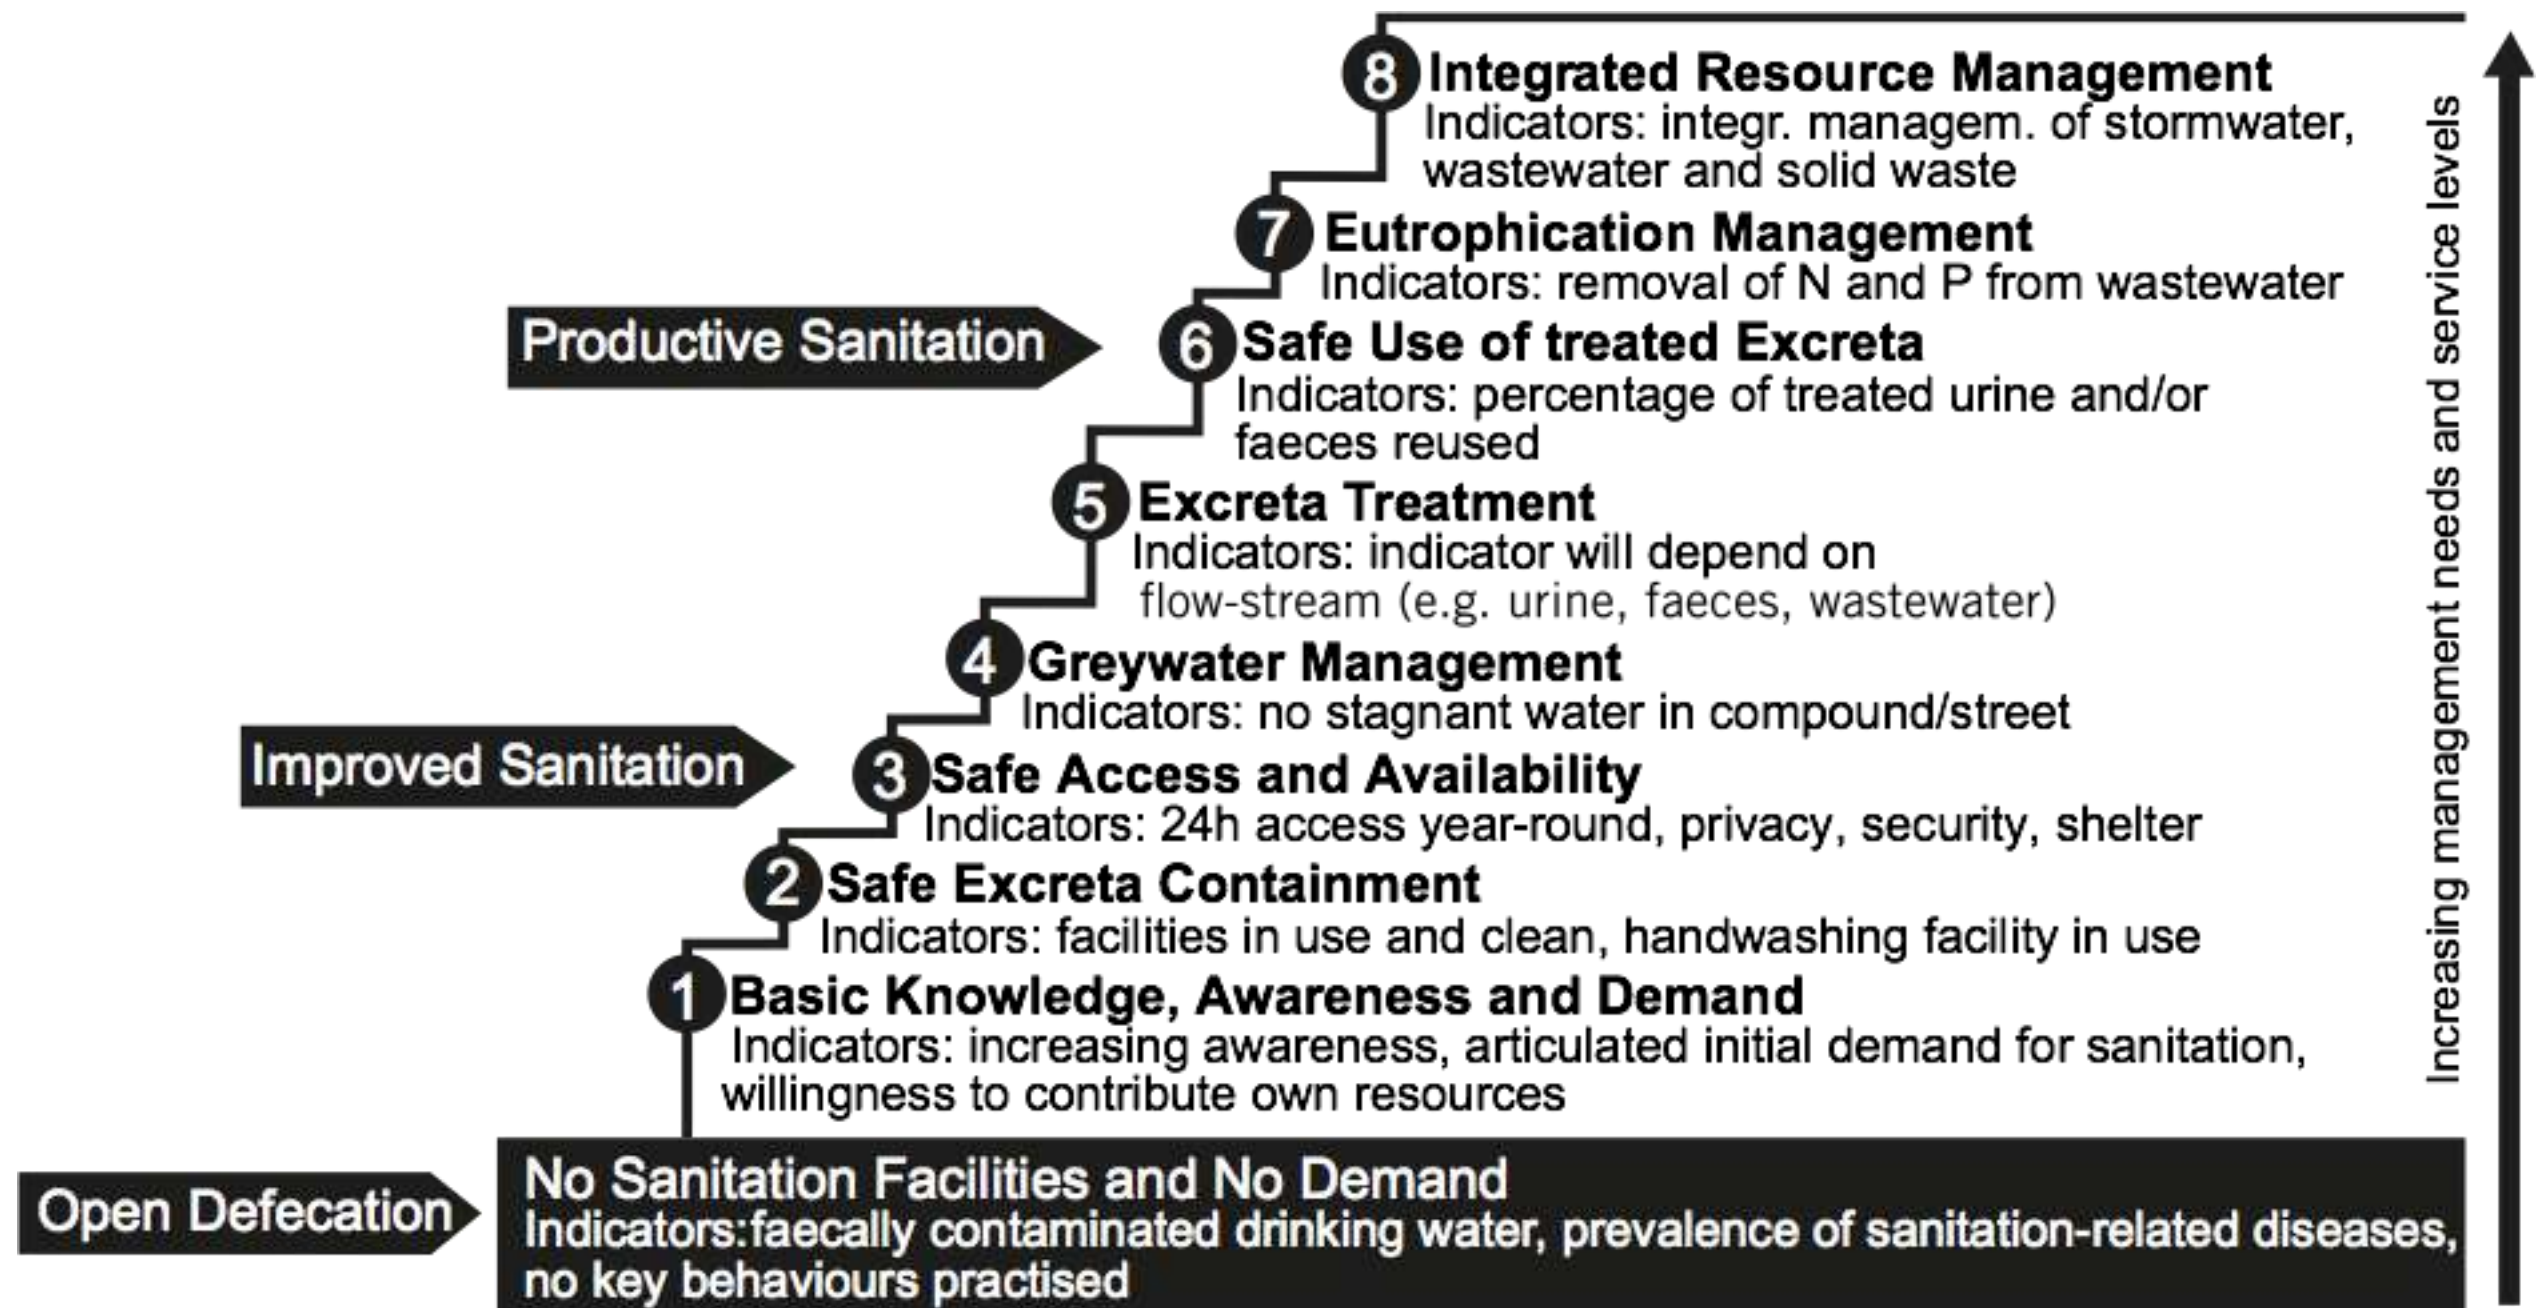 8 Integrated Resource Management
Indicators: integr. managem. of stormwater,
wastewater and solid waste
7 Eutrophication Management
Indicators: removal of N and P from wastewater
Productive Sanitation
6 Safe Use of treated Excreta
Indicators: percentage of treated urine and/or
faeces reused
5 Excreta Treatment
Indicators: indicator will depend on
flow-stream (e.g. urine, faeces, wastewater)
4 Greywater Management
Indicators: no stagnant water in compound/street
Improved Sanitation
3 Safe Access and Availability
Indicators: 24h access year-round, privacy, security, shelter
2 Safe Excreta Containment
Indicators: facilities in use and clean, handwashing facility in use
1 Basic Knowledge, Awareness and Demand
Indicators: increasing awareness, articulated initial demand for sanitation,
willingness to contribute own resources
Open Defecation
No Sanitation Facilities and No Demand
Indicators:faecally contaminated drinking water, prevalence of sanitation-related diseases,
no key behaviours practised
Increasing management needs and service levels